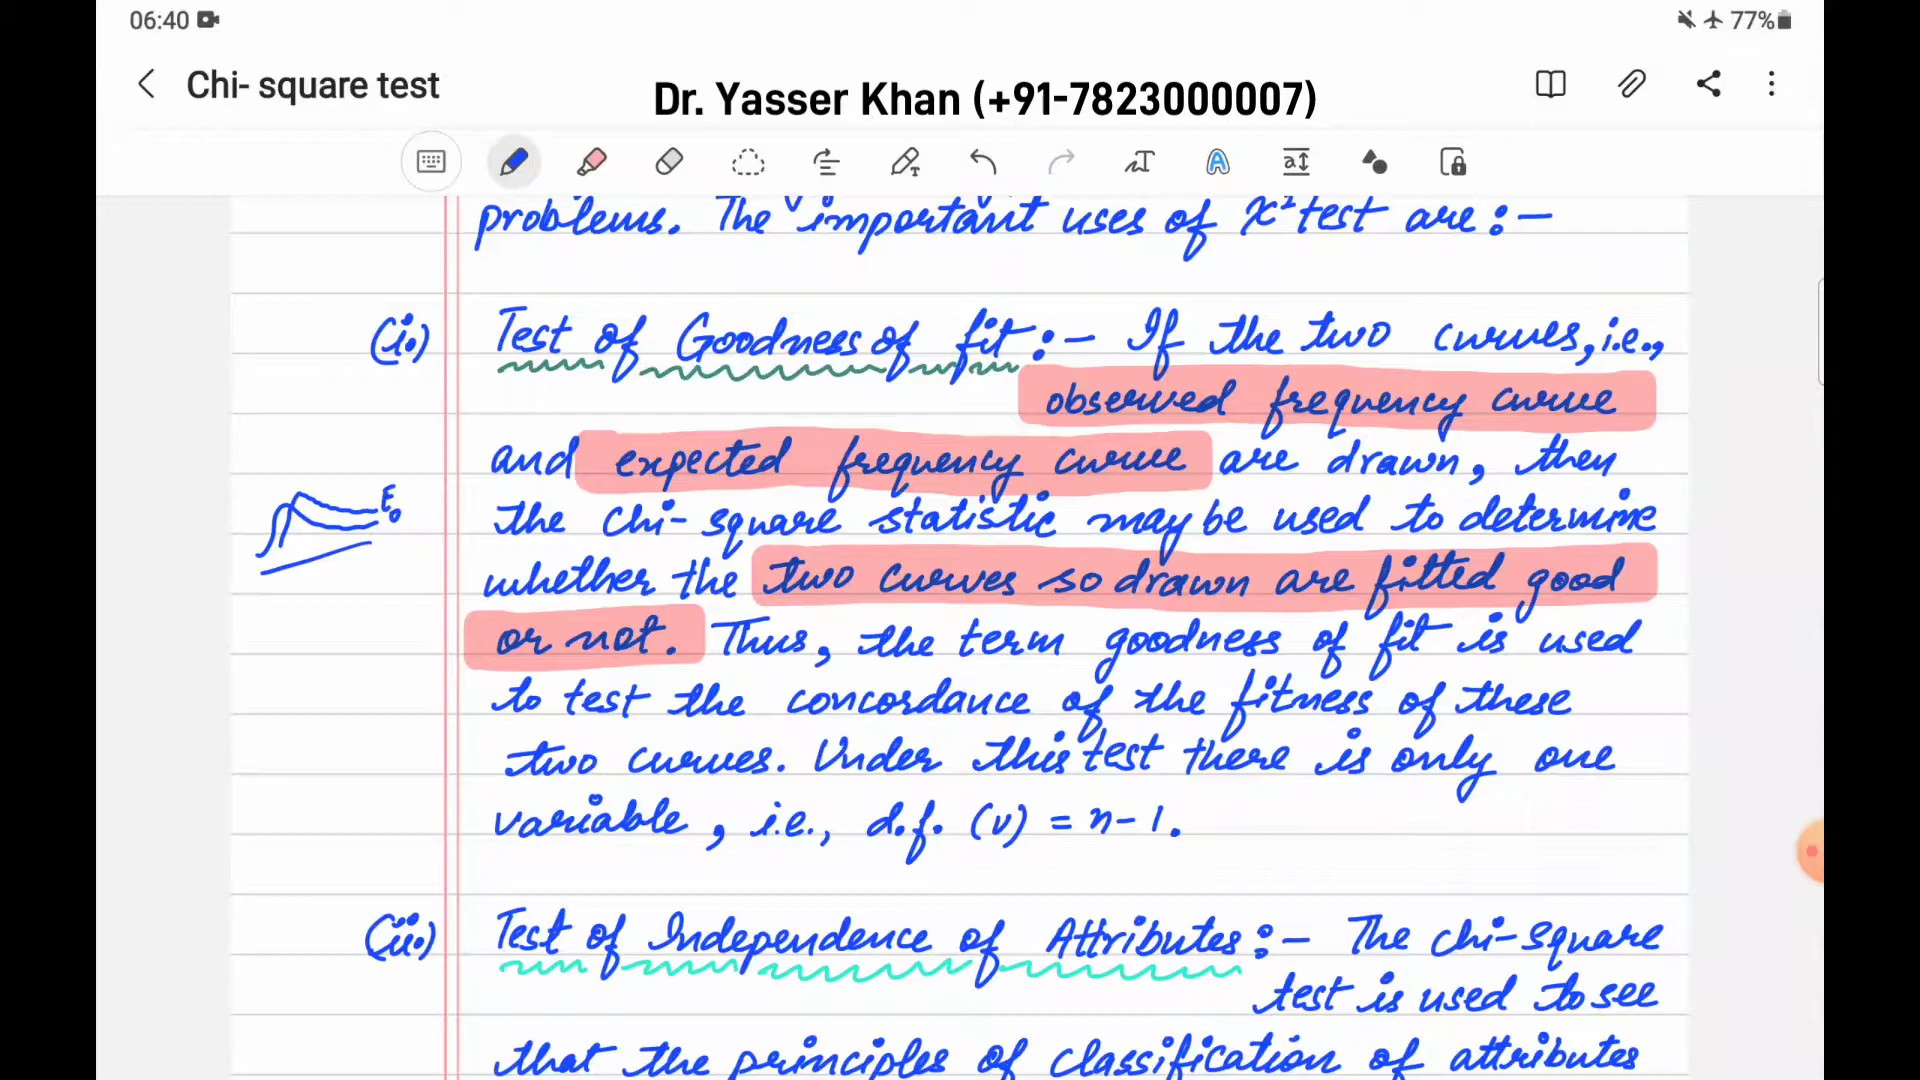 06:40
77%
Chi- square test
Dr. Yasser Khan (+91-7823000007)
problems. The important uses of χ² test are :-
(i.) Test of Goodness of fit :- If the two curves, i.e.,
observed frequency curve
and expected frequency curve are drawn, then
the chi-square statistic may be used to determine
E
O
whether the two curves so drawn are fitted good
or not. Thus, the term goodness of fit is used
to test the concordance of the fitness of these
two curves. Under this test there is only one
variable, i.e., d.f. (v) = n-1.
(ii.) Test of Independence of Attributes :- The chi-square
test is used to see
that the principles of classification of attributes